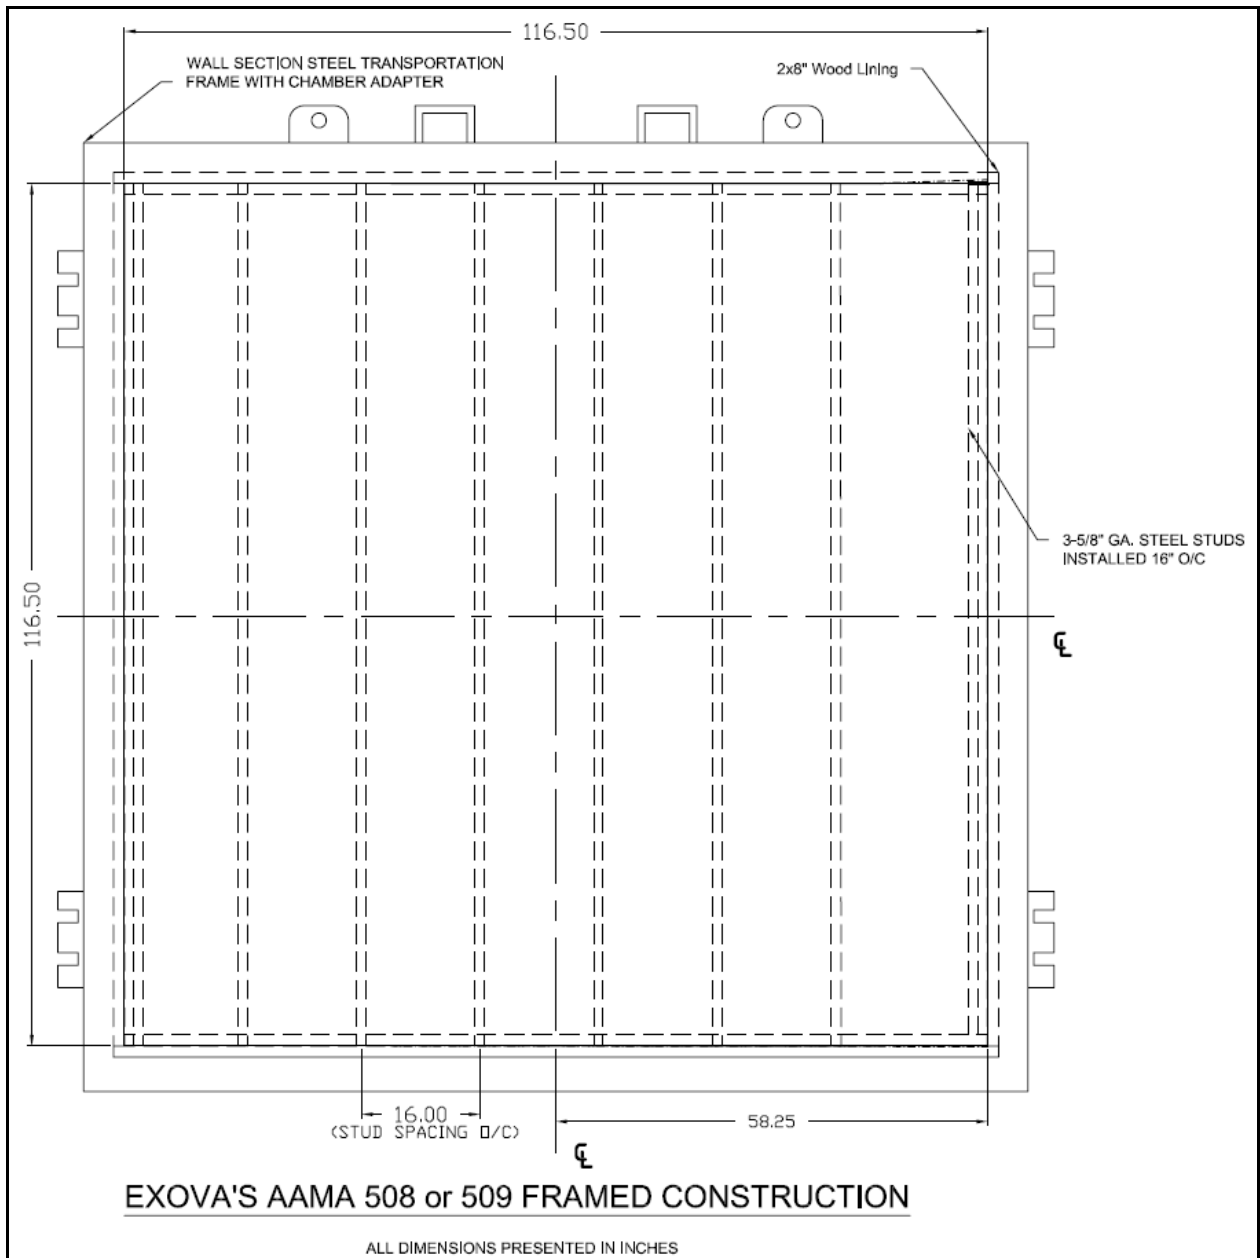 116.50
WALL SECTION STEEL TRANSPORTATION
FRAME WITH CHAMBER ADAPTER
2x8" Wood Lining
116.50
℄
3-5/8" GA. STEEL STUDS
INSTALLED 16" O/C
16.00
(STUD SPACING O/C)
58.25
℄
EXOVA'S AAMA 508 or 509 FRAMED CONSTRUCTION
ALL DIMENSIONS PRESENTED IN INCHES